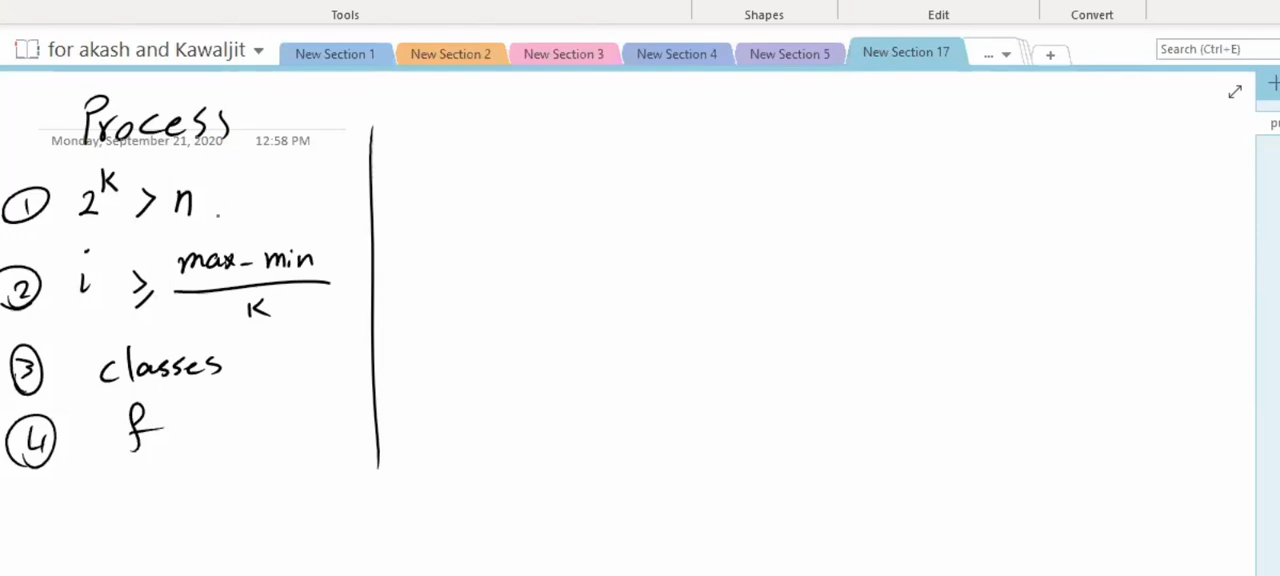 Tools Shapes Edit Convert
for akash and Kawaljit New Section 1 New Section 2 New Section 3 New Section 4 New Section 5 New Section 17 ... + Search (Ctrl+E)
Process
Monday, September 21, 2020 12:58 PM
① 2^K > n .
② i ≥ (max - min) / K
③ classes
④ f